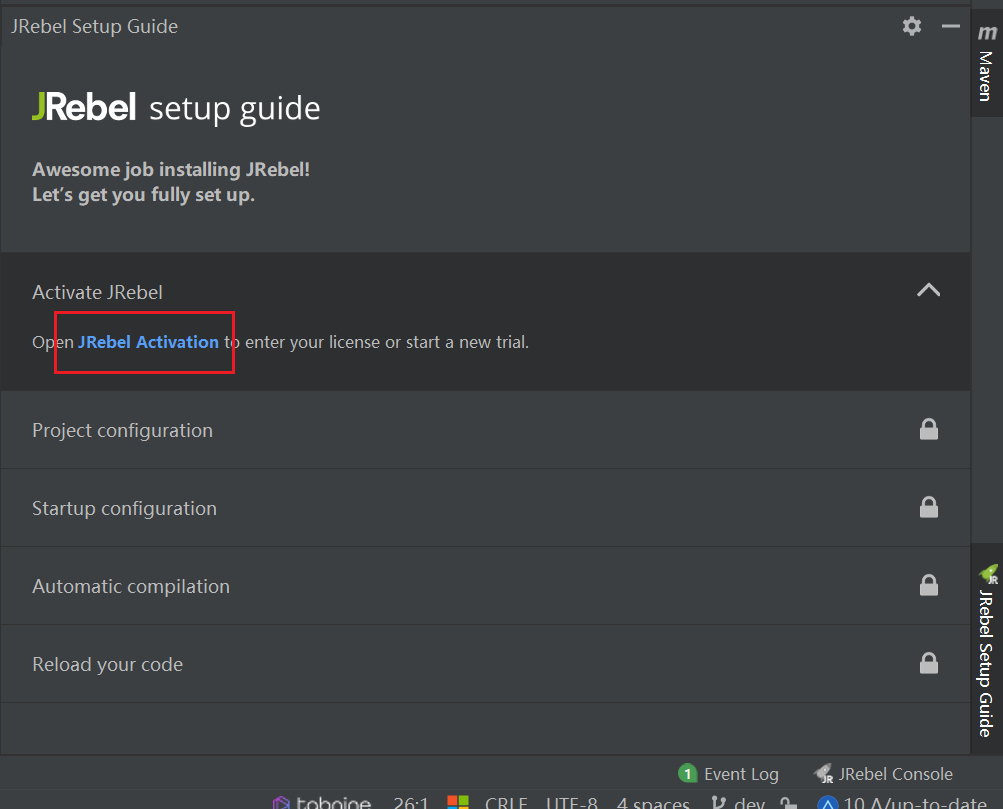 JRebel Setup Guide
JRebel setup guide
Awesome job installing JRebel!
Let's get you fully set up.
Activate JRebel
Open JRebel Activation to enter your license or start a new trial.
Project configuration
Startup configuration
Automatic compilation
Reload your code
m
Maven
JR
JRebel Setup Guide
1 Event Log
JR JRebel Console
tabnine 26:1 CRLF UTF-8 4 spaces dev 10 Δ/up-to-date